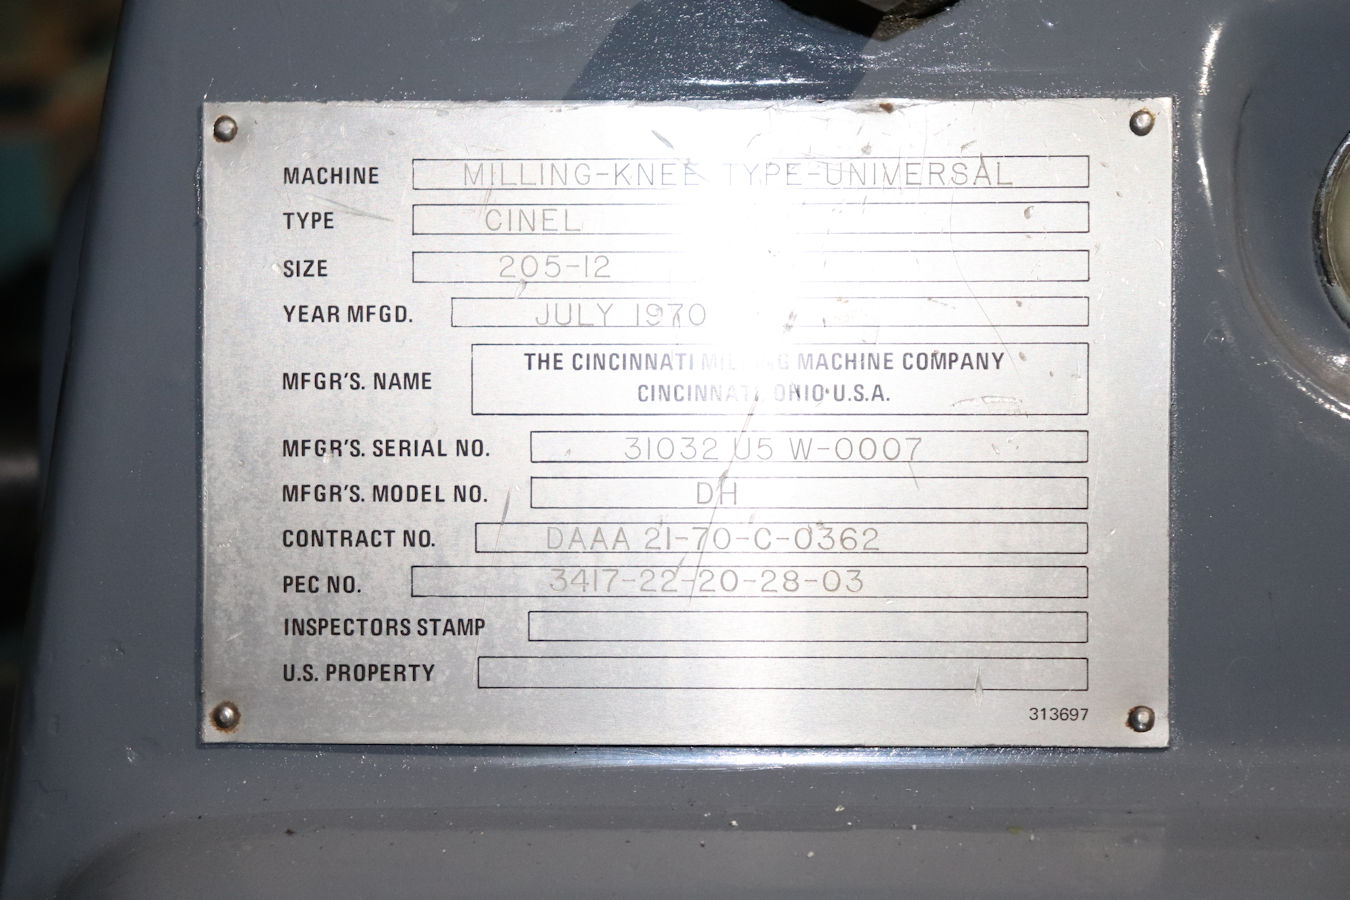 MACHINE MILLING-KNEE TYPE-UNIVERSAL
TYPE CINEL
SIZE 205-12
YEAR MFGD. JULY 1970
MFGR'S. NAME THE CINCINNATI MILLING MACHINE COMPANY
CINCINNATI, OHIO U.S.A.
MFGR'S. SERIAL NO. 31032 U5 W-0007
MFGR'S. MODEL NO. DH
CONTRACT NO. DAAA 21-70-C-0362
PEC NO. 3417-22-20-28-03
INSPECTORS STAMP
U.S. PROPERTY
313697